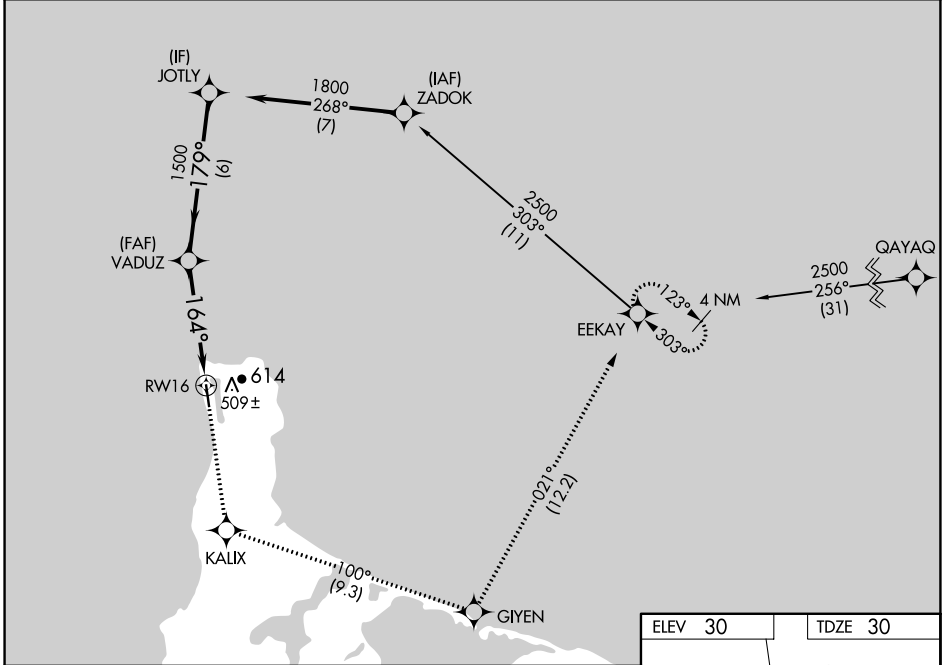 (IF)
JOTLY
1800
268°
(7)
(IAF)
ZADOK
1500
179°
(6)
2500
303°
(11)
(FAF)
VADUZ
QAYAQ
2500
256°
(31)
123°
4 NM
303°
EEKAY
164°
RW16
614
509±
021°
(12.2)
KALIX
100°
(9.3)
GIYEN
ELEV 30
TDZE 30